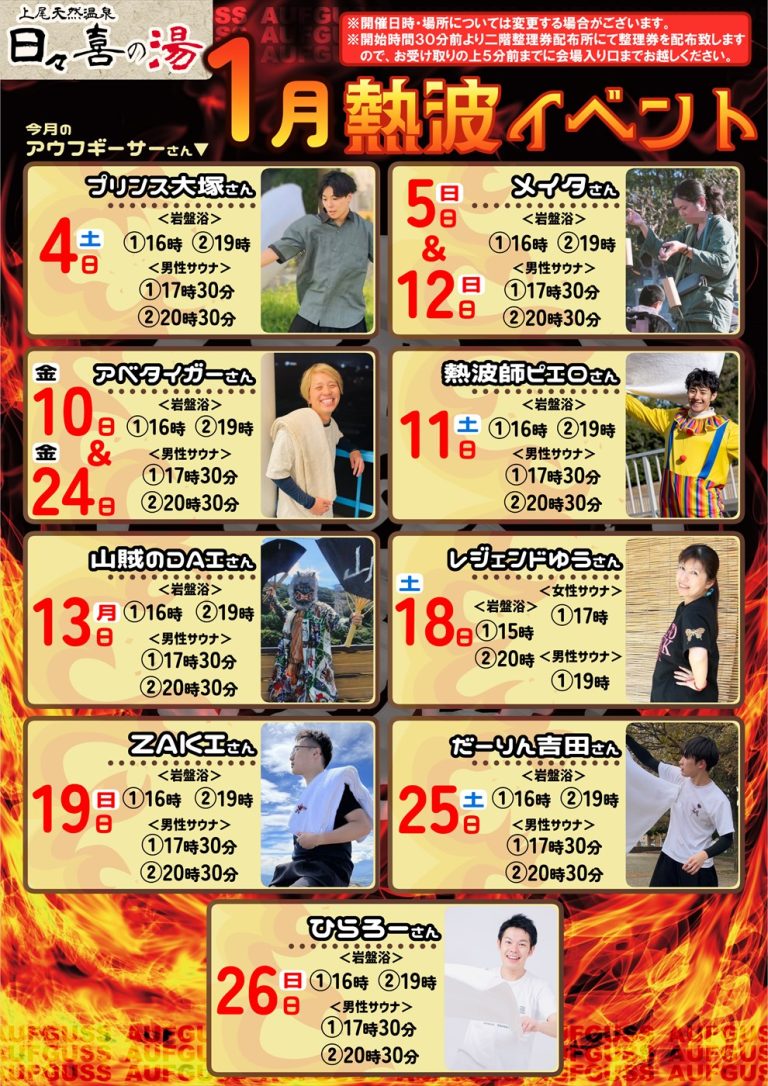 上尾天然温泉
日々喜の湯
※開催日時・場所については変更する場合がございます。
※開始時間30分前より二階整理券配布所にて整理券を配布致します
ので、お受け取りの上5分前までに会場入り口までお越しください。
1月熱波イベント
今月の
アウフギーサーさん▼
プリンス大塚さん
4土日
<岩盤浴>
①16時 ②19時
<男性サウナ>
①17時30分
②20時30分
メイタさん
5日日
&
12日日
<岩盤浴>
①16時 ②19時
<男性サウナ>
①17時30分
②20時30分
アベタイガーさん
金
10日
&
金
24日
<岩盤浴>
①16時 ②19時
<男性サウナ>
①17時30分
②20時30分
熱波師ピエロさん
11土日
<岩盤浴>
①16時 ②19時
<男性サウナ>
①17時30分
②20時30分
山賊のDAIさん
13月日
<岩盤浴>
①16時 ②19時
<男性サウナ>
①17時30分
②20時30分
山
レジェンドゆうさん
土
18日
<岩盤浴>
①15時
②20時
<女性サウナ>
①17時
<男性サウナ>
①19時
ZAKIさん
19日日
<岩盤浴>
①16時 ②19時
<男性サウナ>
①17時30分
②20時30分
だーりん吉田さん
25土日
<岩盤浴>
①16時 ②19時
<男性サウナ>
①17時30分
②20時30分
ひらろーさん
26日日
<岩盤浴>
①16時 ②19時
<男性サウナ>
①17時30分
②20時30分
AUFGUSS AUFGUSS
AUFGUSS AUFGUSS
AUFGUSS AUFGUSS